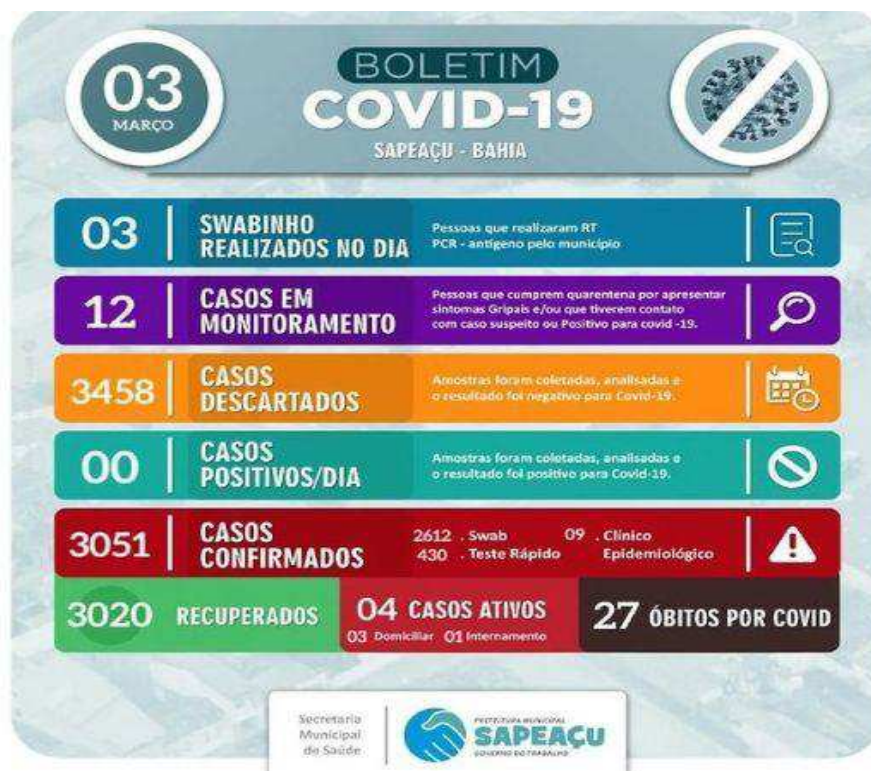 03
MARÇO
BOLETIM
COVID-19
SAPEAÇU - BAHIA
03
SWABINHO
REALIZADOS NO DIA
Pessoas que realizaram RT
PCR - antígeno pelo município
12
CASOS EM
MONITORAMENTO
Pessoas que cumprem quarentena por apresentar
sintomas Gripais e/ou que tiverem contato
com caso suspeito ou Positivo para covid -19.
3458
CASOS
DESCARTADOS
Amostras foram coletadas, analisadas e
o resultado foi negativo para Covid-19.
00
CASOS
POSITIVOS/DIA
Amostras foram coletadas, analisadas e
o resultado foi positivo para Covid-19.
3051
CASOS
CONFIRMADOS
2612 . Swab 09 . Clínico
430 . Teste Rápido Epidemiológico
3020 RECUPERADOS
04 CASOS ATIVOS
03 Domiciliar 01 Internamento
27 ÓBITOS POR COVID
Secretaria
Municipal
de Saúde
PREFEITURA MUNICIPAL
SAPEAÇU
GOVERNO DO TRABALHO